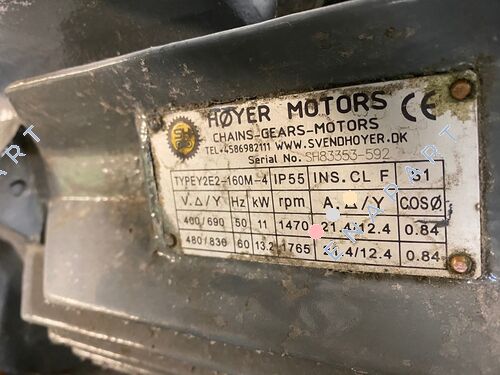 HØYER MOTORS CE
CHAINS-GEARS-MOTORS
TEL+4586982111 WWW.SVENDHOYER.DK
Serial No. SH83353-592
TYPEY2E2-160M-4 IP55 INS.CL F S1
V.Δ/Y Hz kW rpm A.Δ/Y COSØ
400/690 50 11 1470 21.4/12.4 0.84
480/830 60 13.2 1765 21.4/12.4 0.84
ERAPART